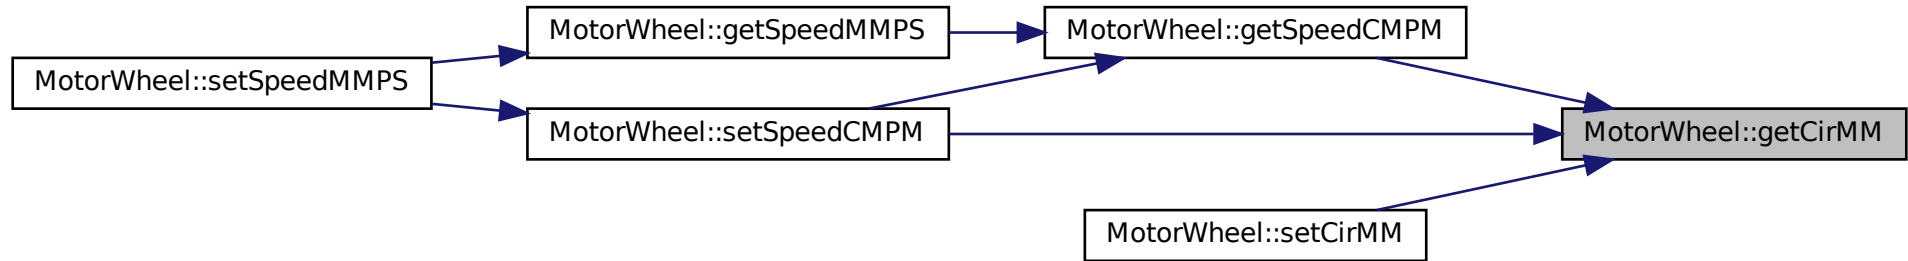 MotorWheel::getSpeedMMPS
MotorWheel::getSpeedCMPM
MotorWheel::setSpeedMMPS
MotorWheel::setSpeedCMPM
MotorWheel::getCirMM
MotorWheel::setCirMM